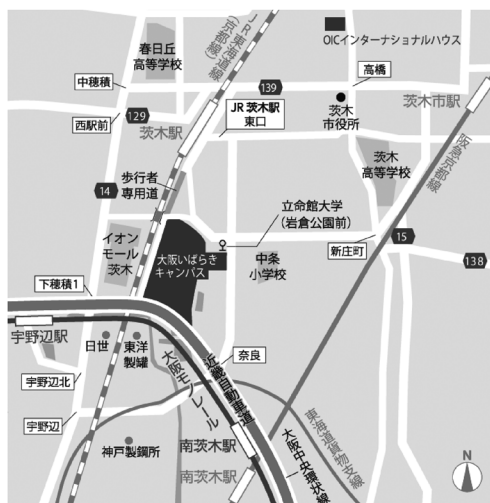 OICインターナショナルハウス
JR東海道線
(京都線)
春日丘
高等学校
中穂積
139
高橋
茨木市駅
129
西駅前
茨木駅
JR 茨木駅
東口
茨木
市役所
阪急京都線
茨木
高等学校
歩行者
専用道
14
立命館大学
(岩倉公園前)
イオン
モール
茨木
大阪いばらき
キャンパス
中条
小学校
新庄町
15
138
下穂積1
宇野辺駅
日世
東洋
製罐
奈良
近畿自動車道
大阪モノレール
宇野辺北
宇野辺
東海道貨物支線
神戸製鋼所
南茨木駅
南茨木駅
大阪中央環状線
N